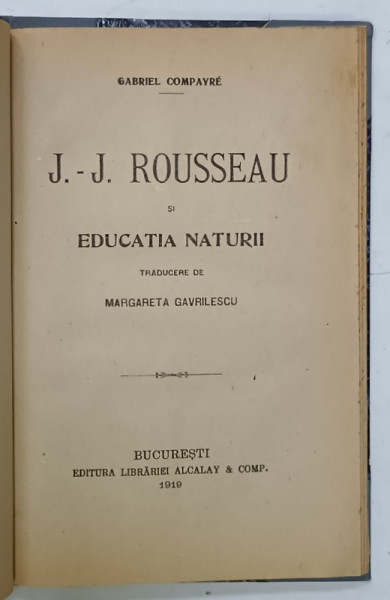 GABRIEL COMPAYRÉ
J.-J. ROUSSEAU
ȘI
EDUCATIA NATURII
TRADUCERE DE
MARGARETA GAVRILESCU
BUCUREȘTI
EDITURA LIBRĂRIEI ALCALAY & COMP.
1919